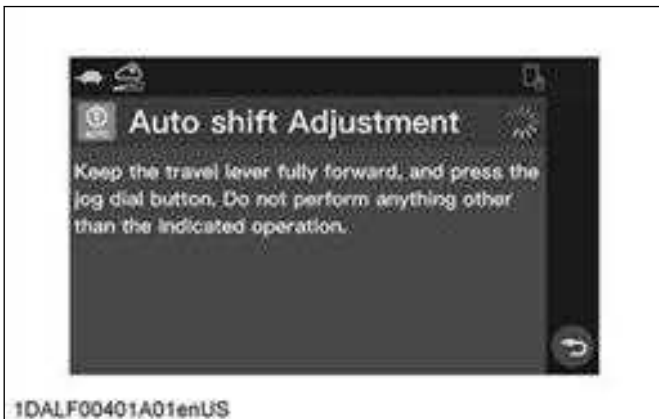 Auto shift Adjustment
Keep the travel lever fully forward, and press the
jog dial button. Do not perform anything other
than the indicated operation.
1DALF00401A01enUS